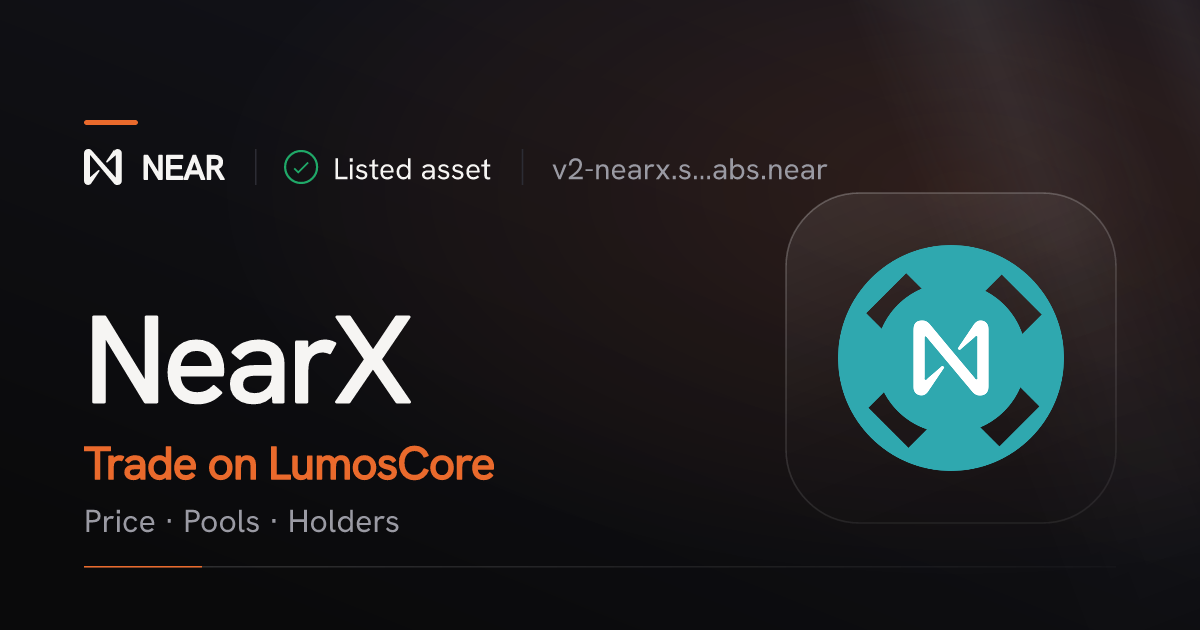 NEAR Listed asset v2-nearx.s...abs.near
NearX
Trade on LumosCore
Price · Pools · Holders